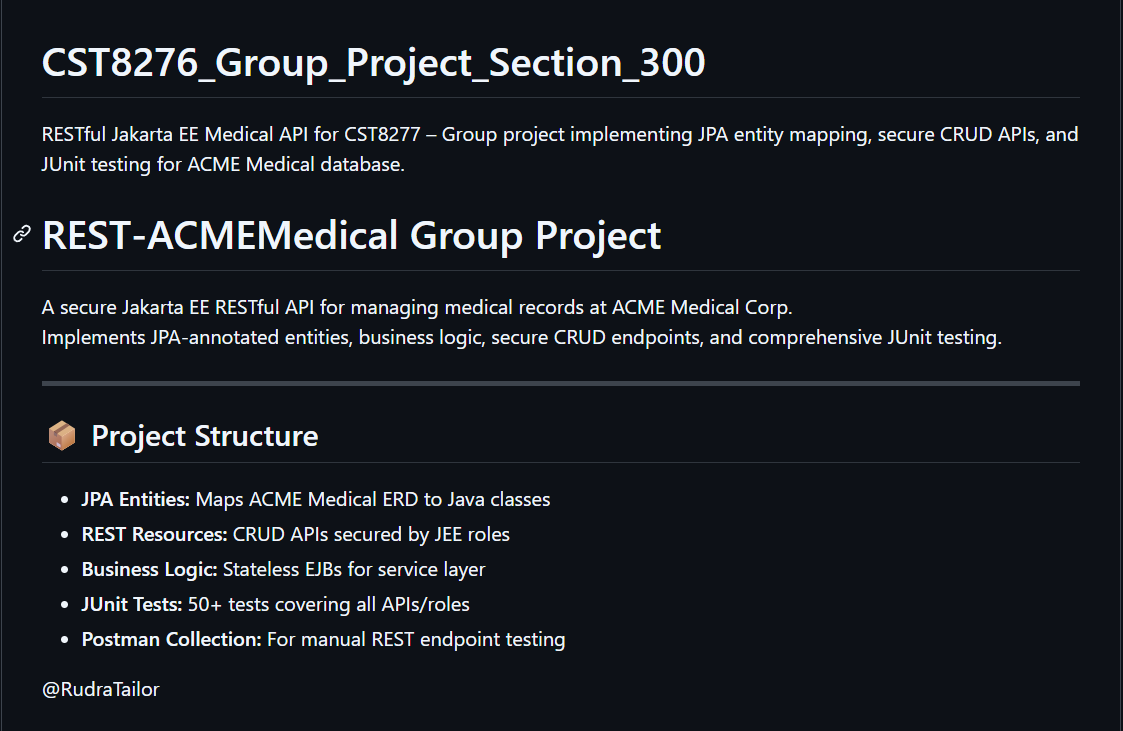 CST8276_Group_Project_Section_300
RESTful Jakarta EE Medical API for CST8277 – Group project implementing JPA entity mapping, secure CRUD APIs, and
JUnit testing for ACME Medical database.
REST-ACMEMedical Group Project
A secure Jakarta EE RESTful API for managing medical records at ACME Medical Corp.
Implements JPA-annotated entities, business logic, secure CRUD endpoints, and comprehensive JUnit testing.
📦 Project Structure
• JPA Entities: Maps ACME Medical ERD to Java classes
• REST Resources: CRUD APIs secured by JEE roles
• Business Logic: Stateless EJBs for service layer
• JUnit Tests: 50+ tests covering all APIs/roles
• Postman Collection: For manual REST endpoint testing
@RudraTailor